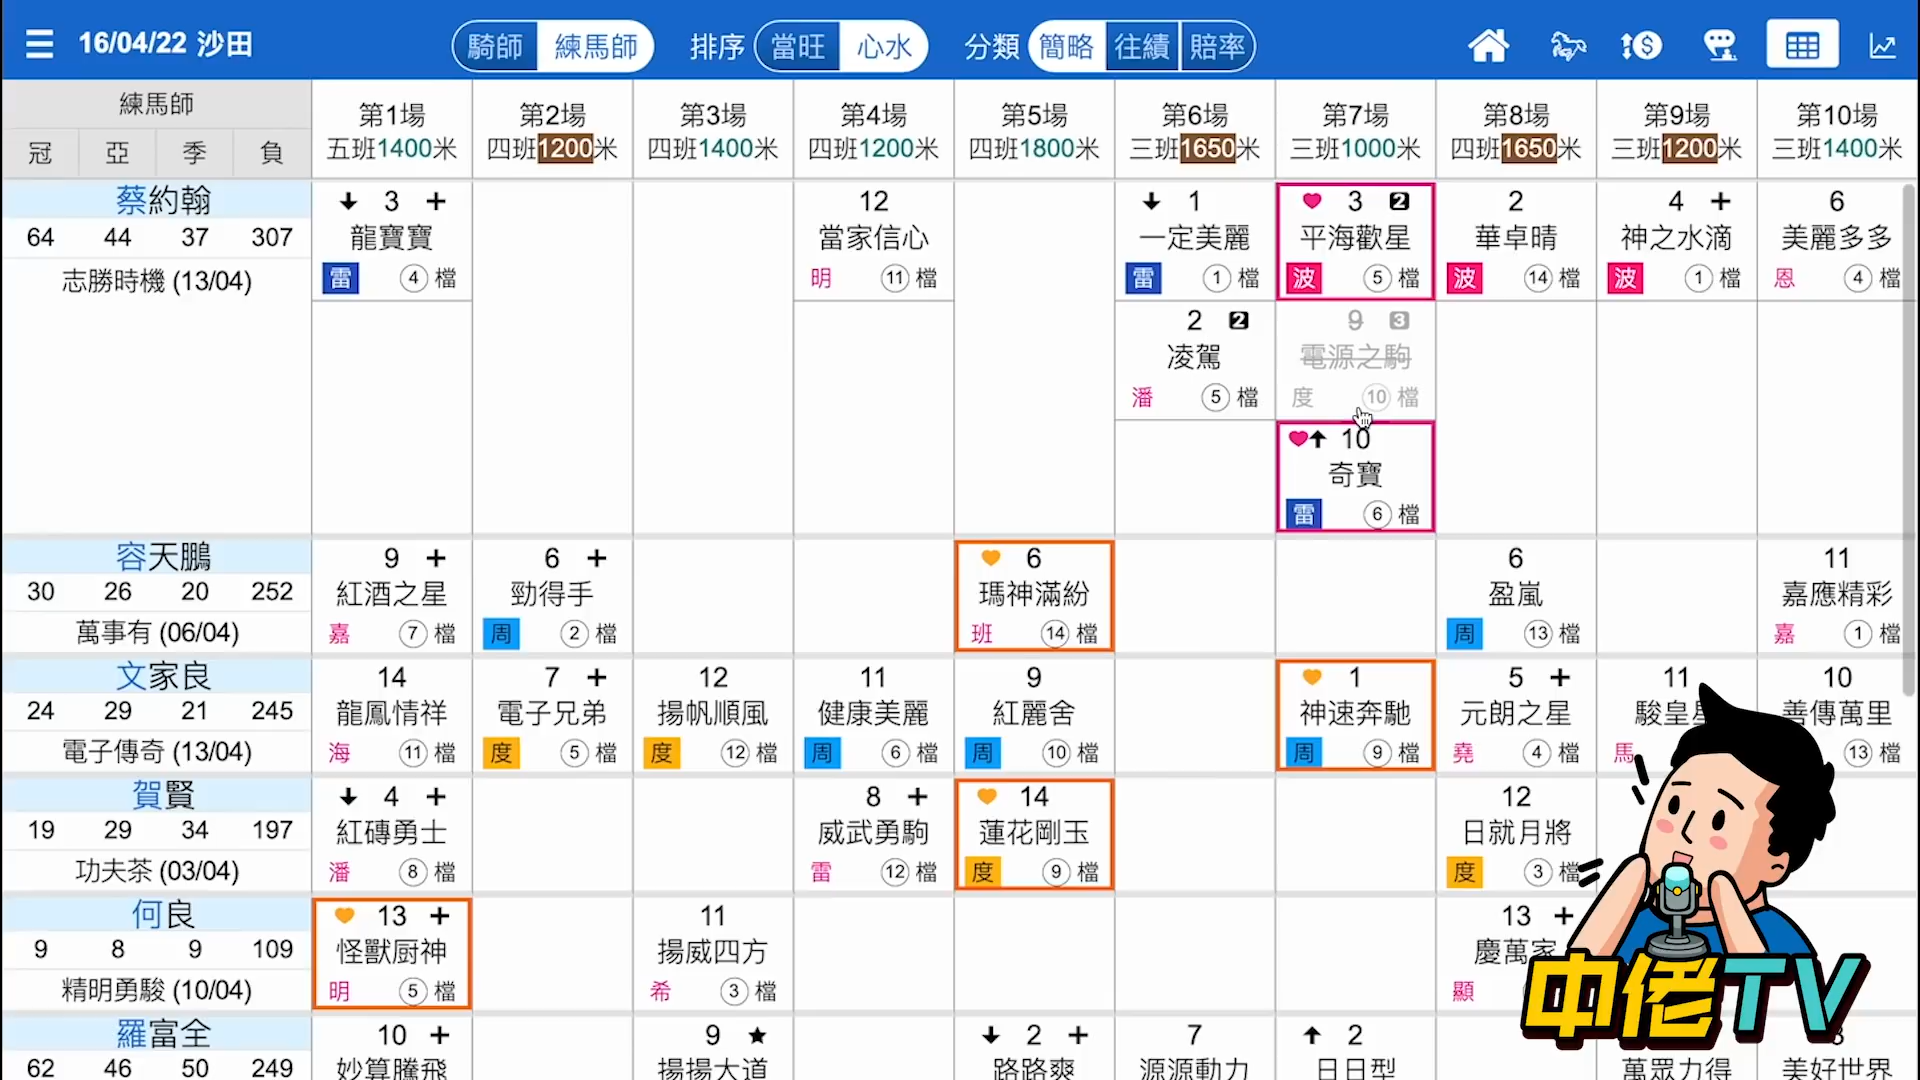 16/04/22 沙田 騎師 練馬師 排序 當旺 心水 分類 簡略 往績 賠率
練馬師 第1場 第2場 第3場 第4場 第5場 第6場 第7場 第8場 第9場 第10場
冠 亞 季 負 五班1400米 四班1200米 四班1400米 四班1200米 四班1800米 三班1650米 三班1000米 四班1650米 三班1200米 三班1400米
蔡約翰 3 + 12 1 3 2 2 4 + 6
64 44 37 307 龍寶寶 當家信心 一定美麗 平海歡星 華卓晴 神之水滴 美麗多多
志勝時機 (13/04) 雷 4 檔 明 11 檔 雷 1 檔 波 5 檔 波 14 檔 波 1 檔 恩 4 檔
2 2 9 3
凌駕 電源之駒
潘 5 檔 度 10 檔
10
奇寶
雷 6 檔
容天鵬 9 + 6 + 6 6 11
30 26 20 252 紅酒之星 勁得手 瑪神滿紛 盈嵐 嘉應精彩
萬事有 (06/04) 嘉 7 檔 周 2 檔 班 14 檔 周 13 檔 嘉 1 檔
文家良 14 7 + 12 11 9 1 5 + 11 10
24 29 21 245 龍鳳情祥 電子兄弟 揚帆順風 健康美麗 紅麗舍 神速奔馳 元朗之星 駿皇星 善傳萬里
電子傳奇 (13/04) 海 11 檔 度 5 檔 度 12 檔 周 6 檔 周 10 檔 周 9 檔 堯 4 檔 馬 13 檔
賀賢 4 + 8 + 14 12
19 29 34 197 紅磚勇士 威武勇駒 蓮花剛玉 日就月將
功夫茶 (03/04) 潘 8 檔 雷 12 檔 度 9 檔 度 3 檔
何良 13 + 11 13 +
9 8 9 109 怪獸厨神 揚威四方 慶萬家
精明勇駿 (10/04) 明 5 檔 希 3 檔 顯
羅富全 10 + 9 2 + 7 2 3
62 46 50 249 妙算騰飛 揚揚大道 路路爽 源源動力 日日型 萬眾力得 美好世界
中佬TV